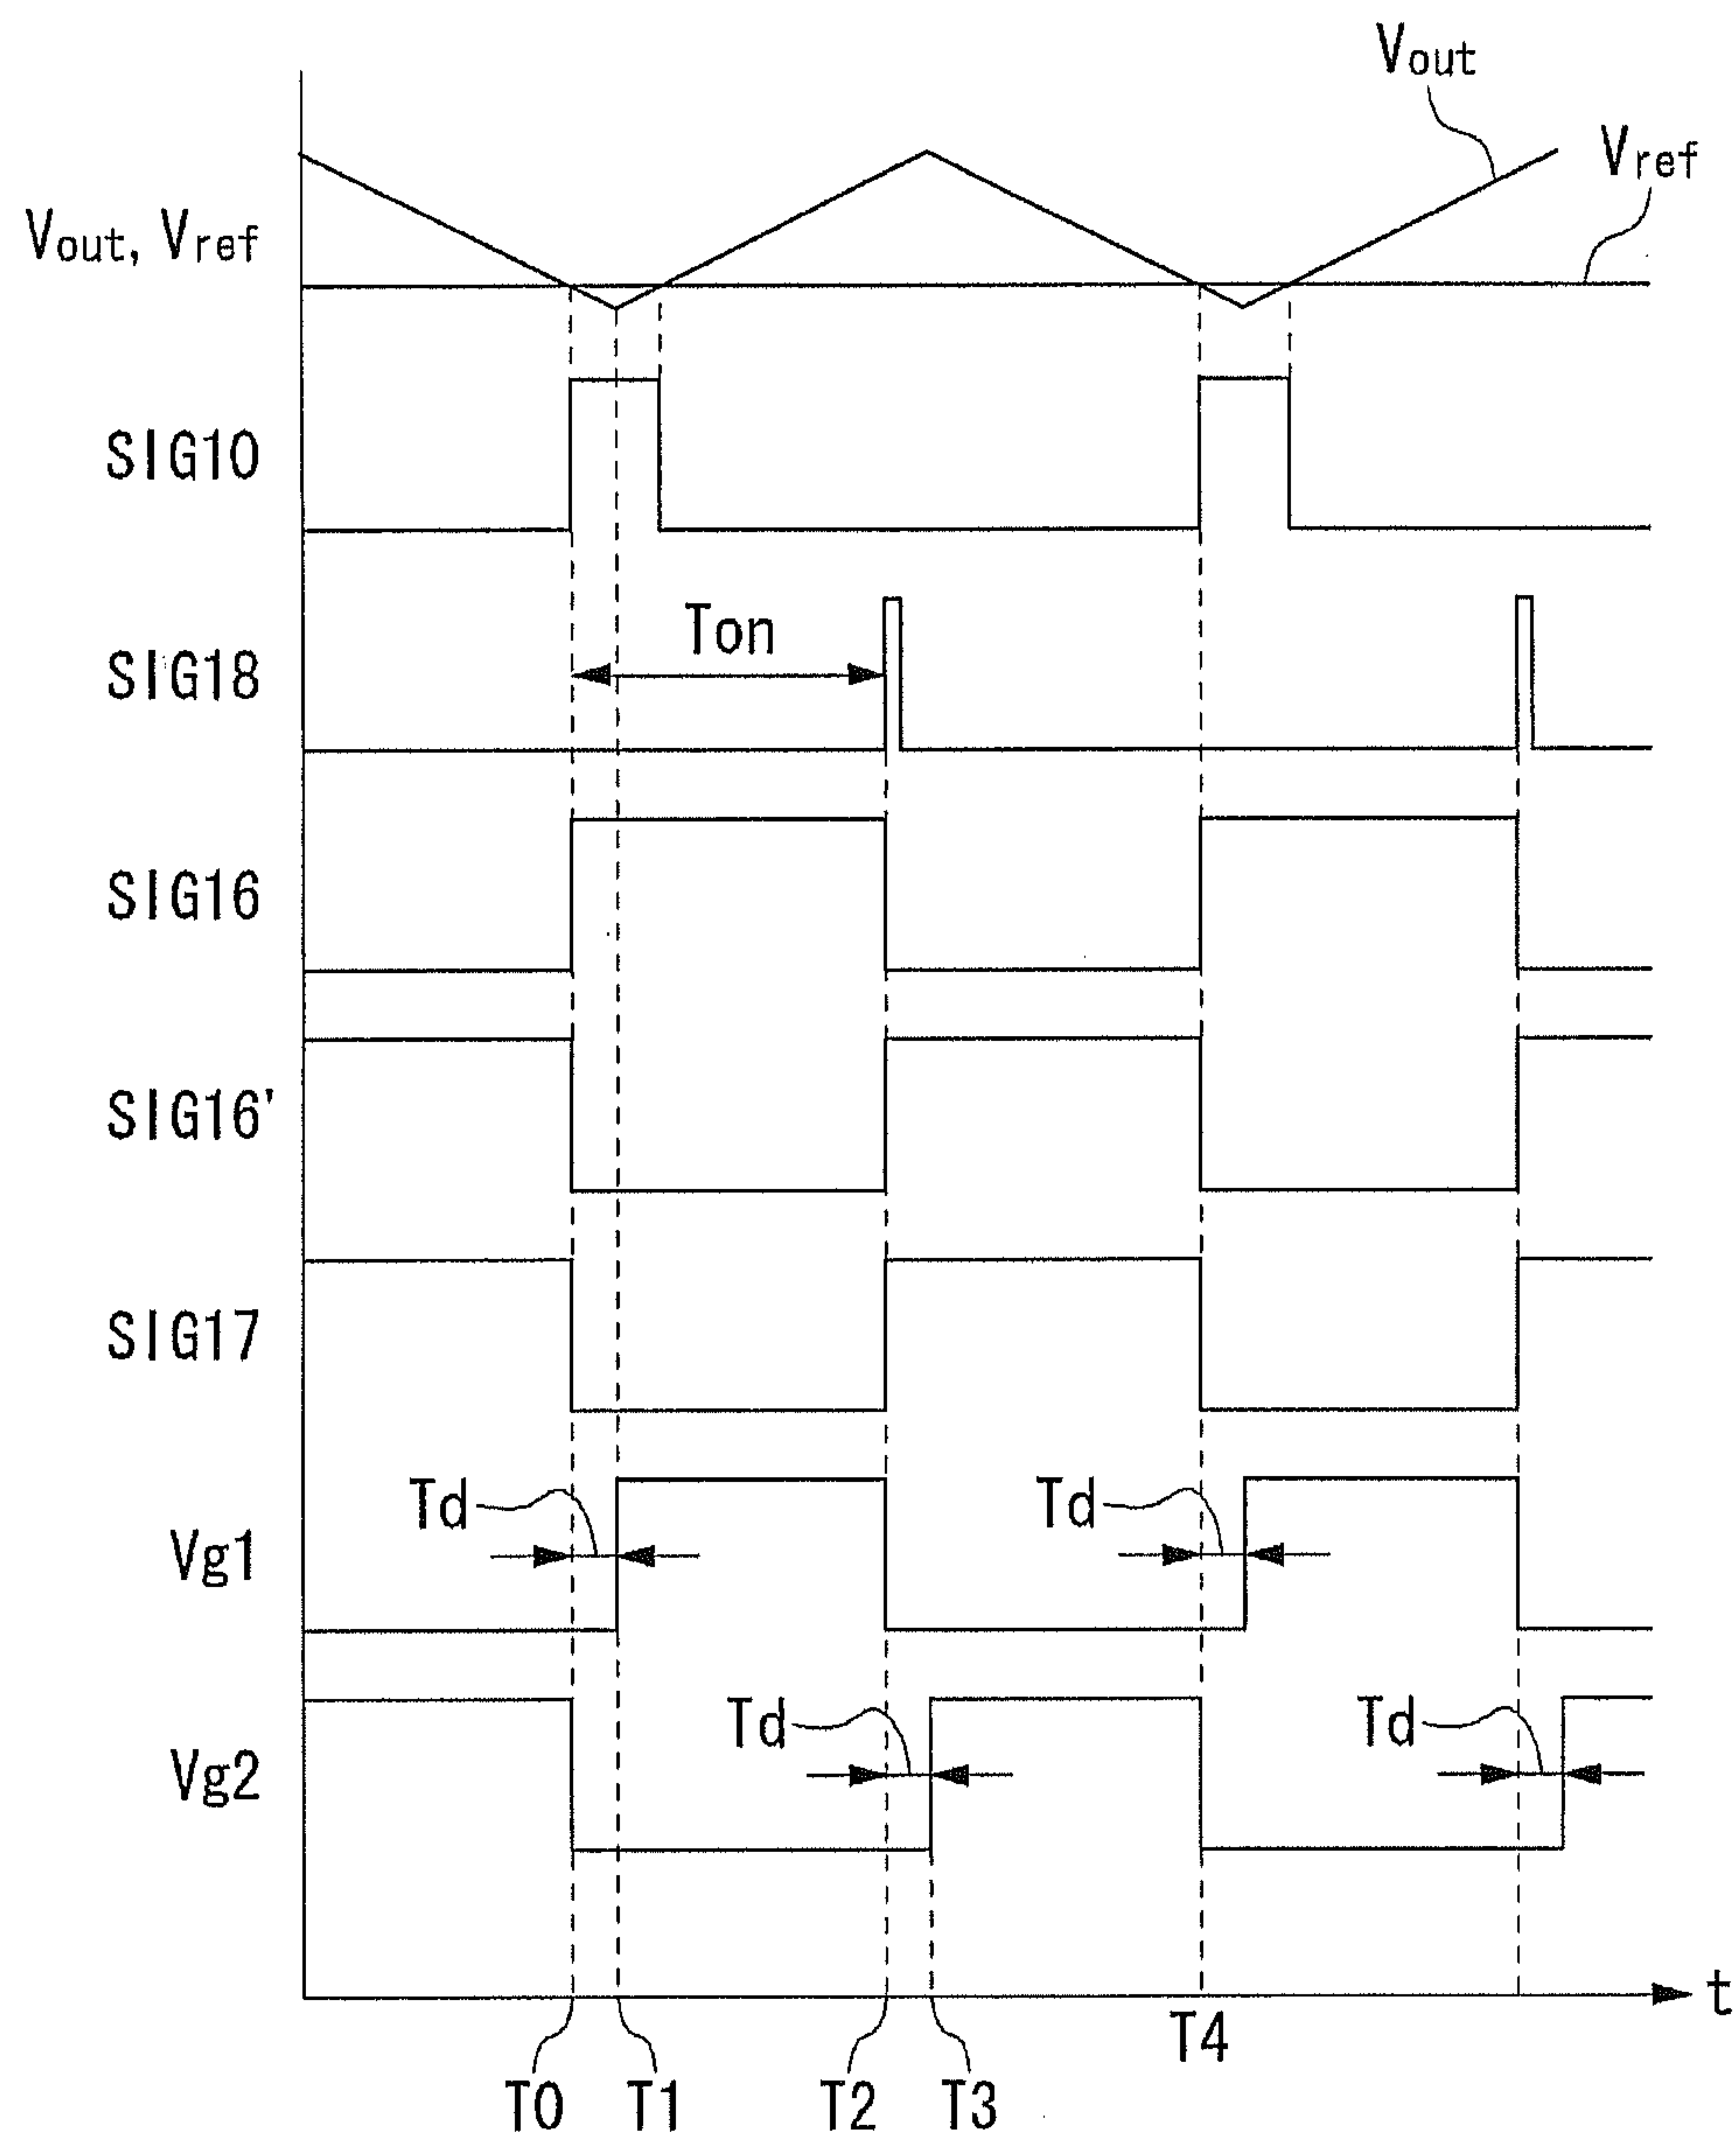 Vout
Vref
Vout, Vref
SIG10
Ton
SIG18
SIG16
SIG16'
SIG17
Td
Td
Vg1
Td
Td
Vg2
t
T4
T0
T1
T2
T3